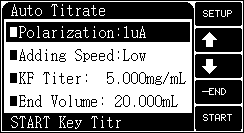 Auto Titrate
SETUP
■Polarization:1uA
■Adding Speed:Low
■KF Titer: 5.000mg/mL
■End Volume: 20.000mL
—END
START Key Titr
START